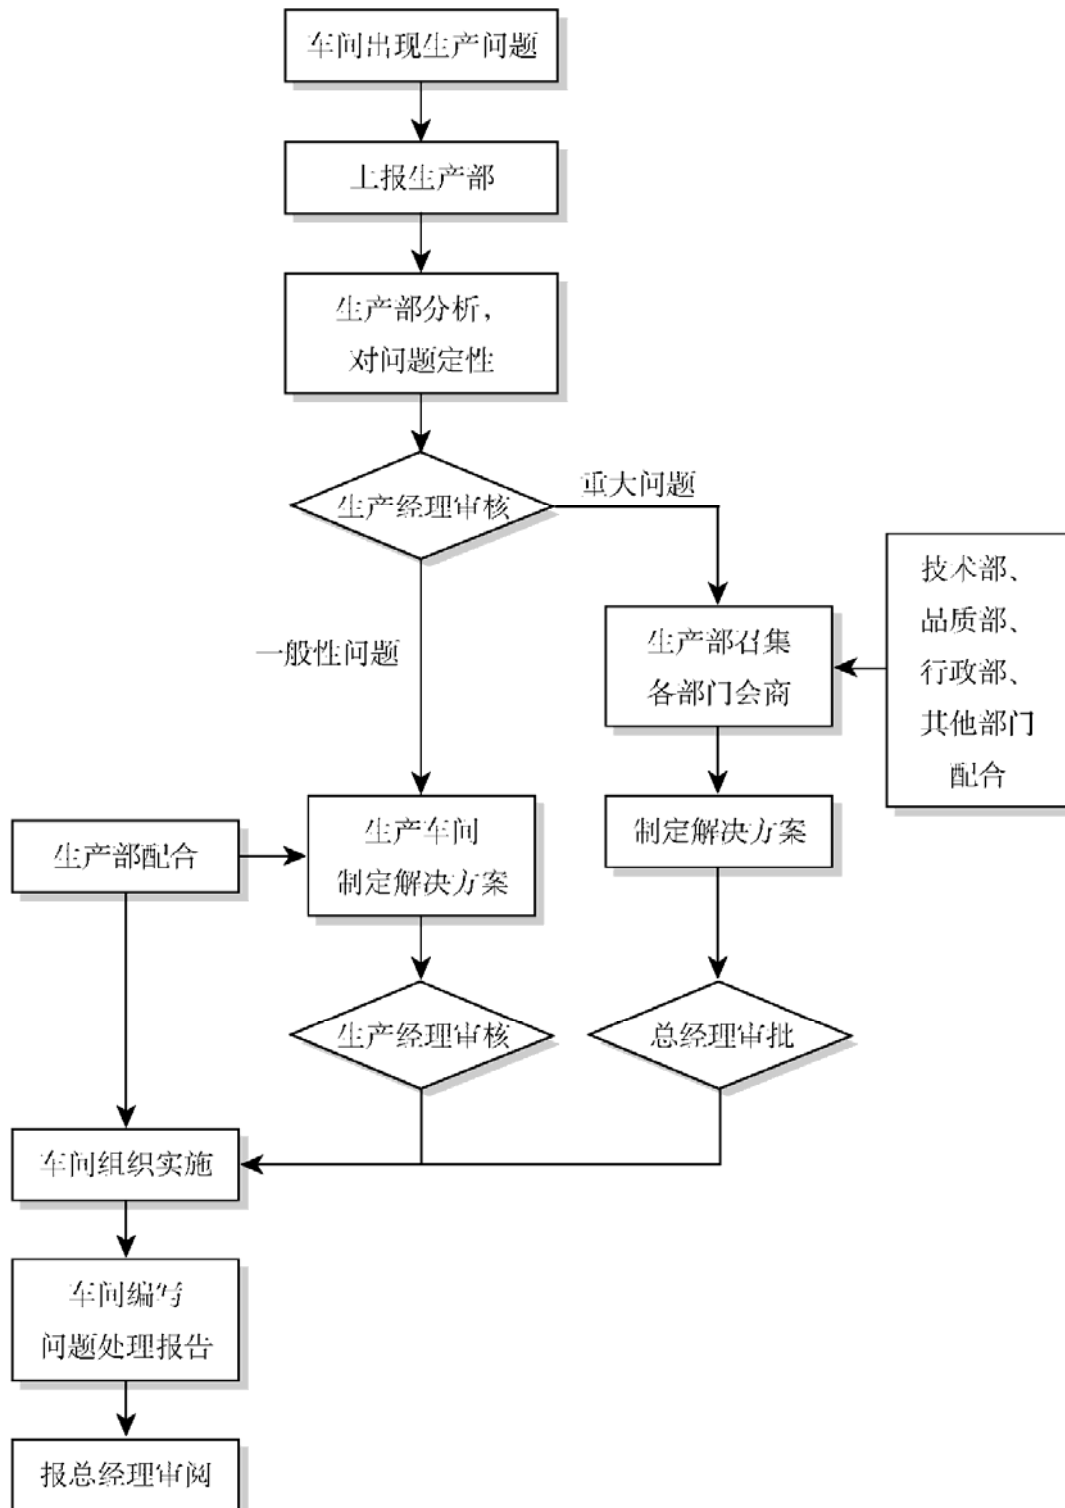 车间出现生产问题
上报生产部
生产部分析，
对问题定性
生产经理审核
重大问题
一般性问题
技术部、
品质部、
行政部、
其他部门
配合
生产部召集
各部门会商
制定解决方案
生产部配合
生产车间
制定解决方案
生产经理审核
总经理审批
车间组织实施
车间编写
问题处理报告
报总经理审阅